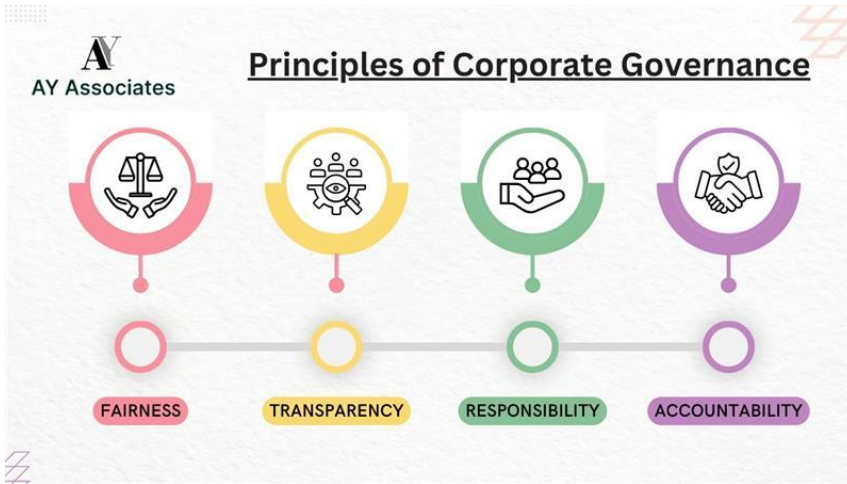 AY
AY Associates
Principles of Corporate Governance
FAIRNESS
TRANSPARENCY
RESPONSIBILITY
ACCOUNTABILITY